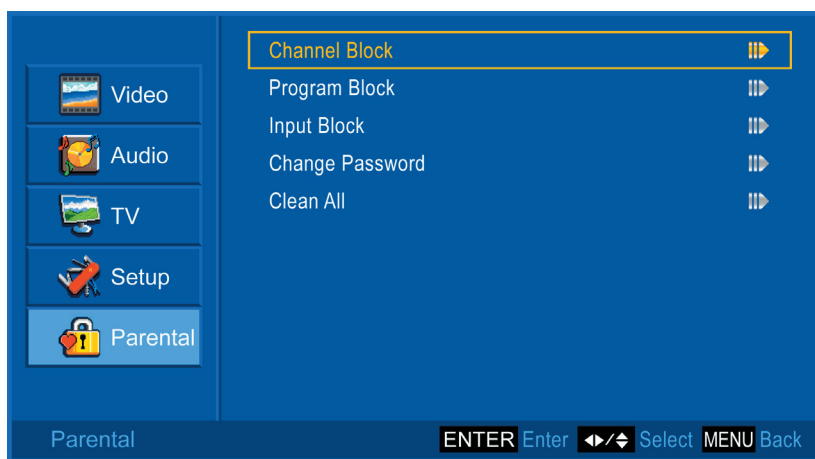 Video
Audio
TV
Setup
Parental
Channel Block
Program Block
Input Block
Change Password
Clean All
Parental
ENTER Enter ◀▶/▲▼ Select MENU Back